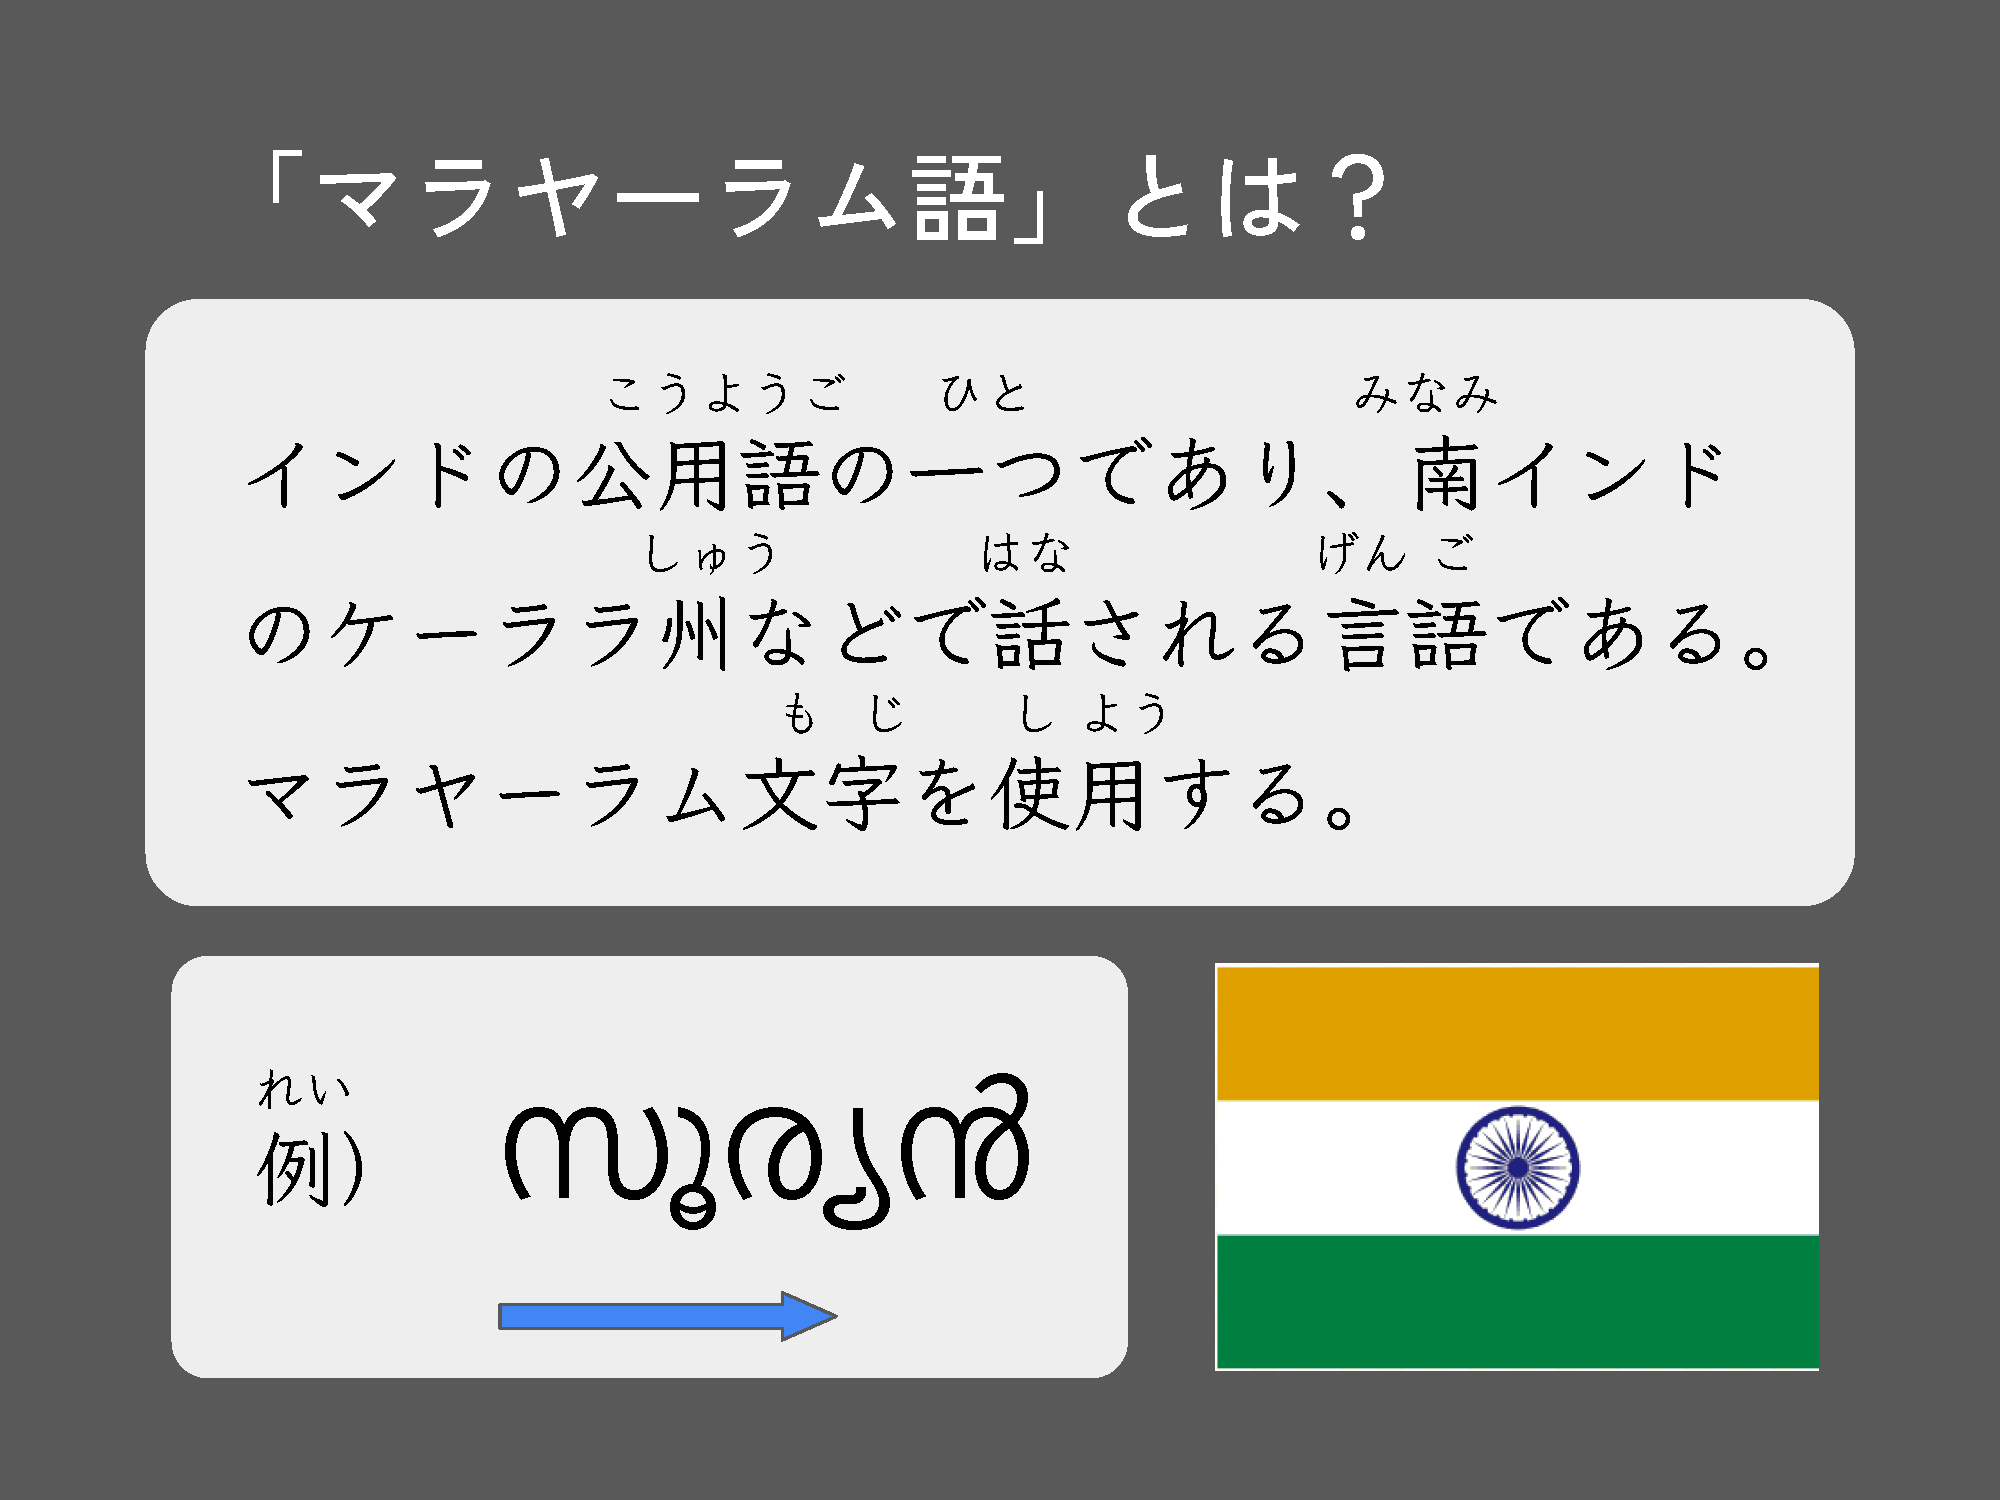 「マラヤーラム語」とは？
こうようご ひと みなみ
インドの公用語の一つであり、南インド
しゅう はな げん ご
のケーララ州などで話される言語である。
も じ し よう
マラヤーラム文字を使用する。
れい
例) സൂര്യൻ